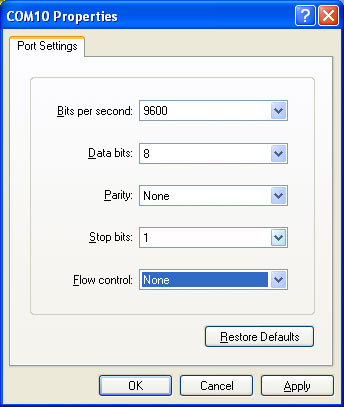 COM10 Properties
Port Settings
Bits per second: 9600
Data bits: 8
Parity: None
Stop bits: 1
Flow control: None
Restore Defaults
OK Cancel Apply